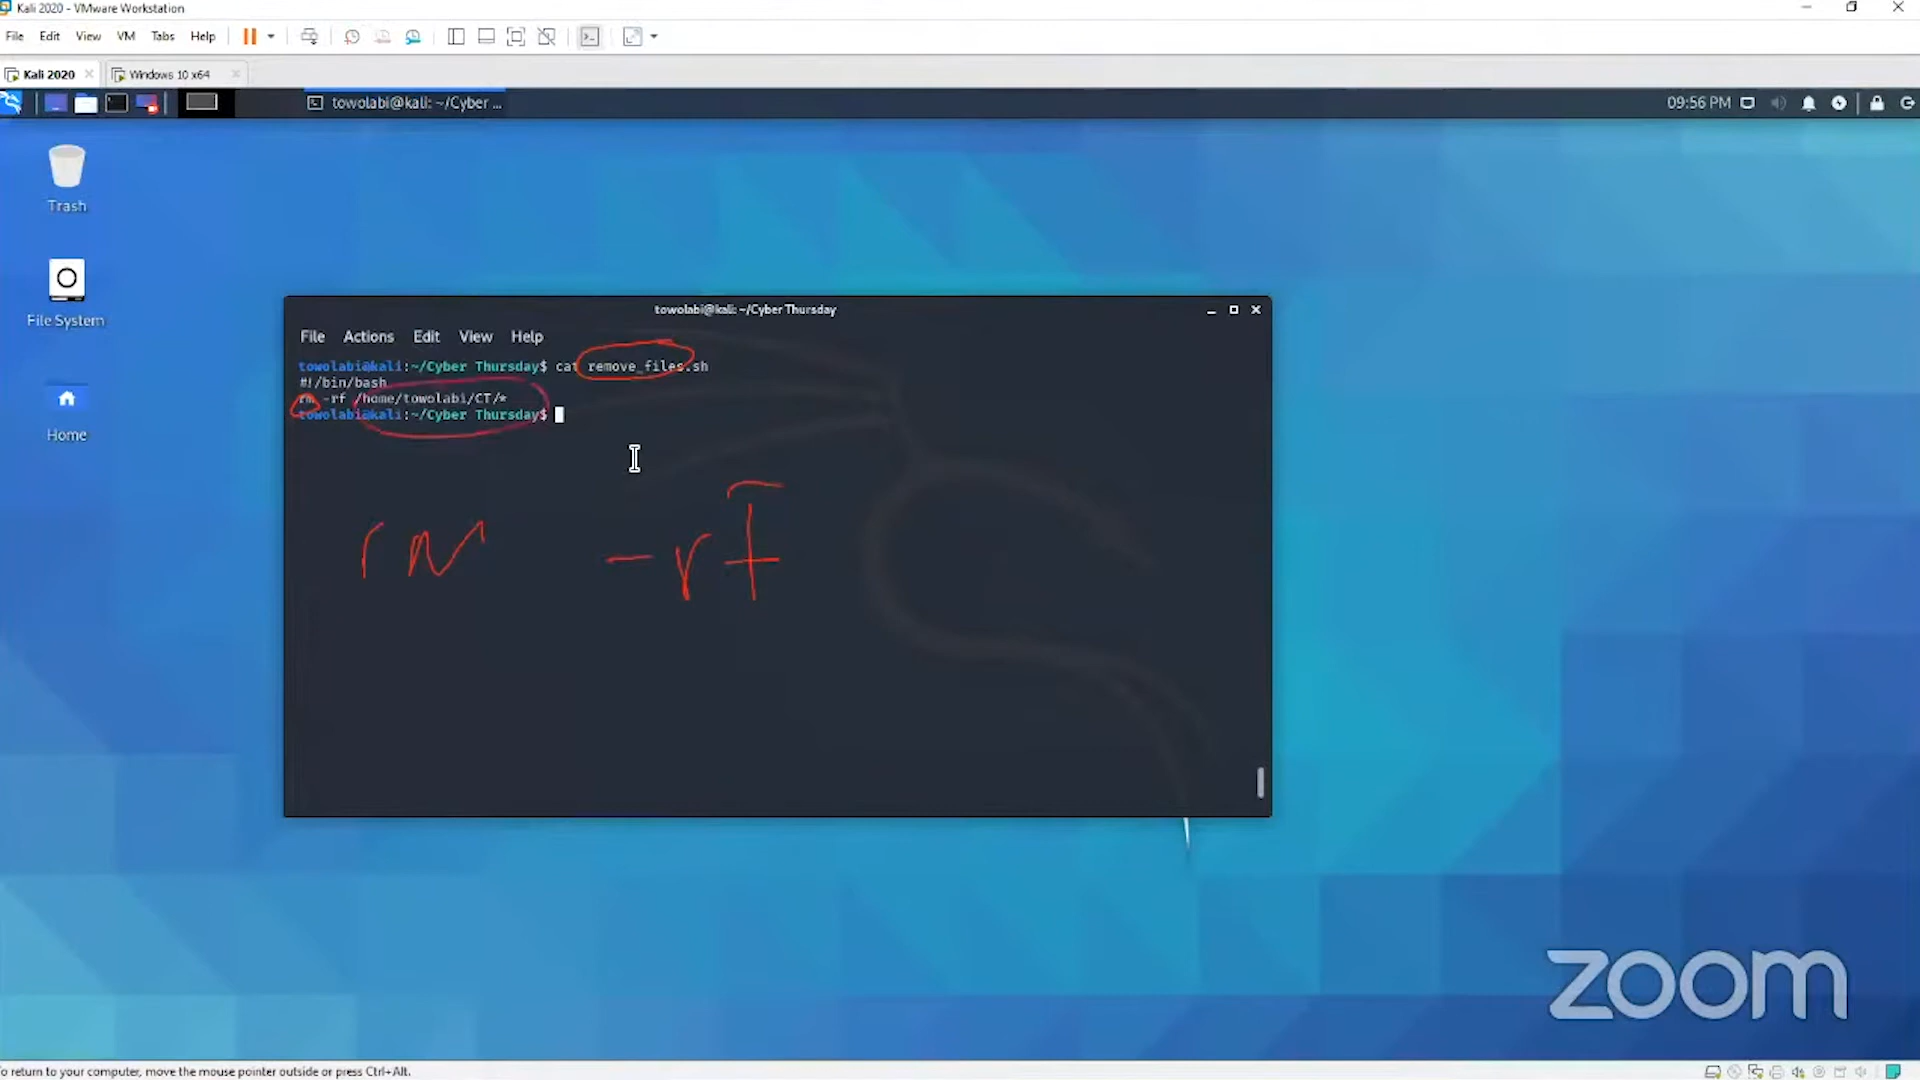 Kali 2020 - VMware Workstation
File Edit View VM Tabs Help
Kali 2020 Windows 10 x64
towolabi@kali: ~/Cyber ... 09:56 PM
Trash
File System
Home
towolabi@kali: ~/Cyber Thursday
File Actions Edit View Help
towolabi@kali:~/Cyber Thursday$ cat remove_files.sh
#!/bin/bash
rm -rf /home/towolabi/CT/*
towolabi@kali:~/Cyber Thursday$
rm -rf
zoom
o return to your computer, move the mouse pointer outside or press Ctrl+Alt.